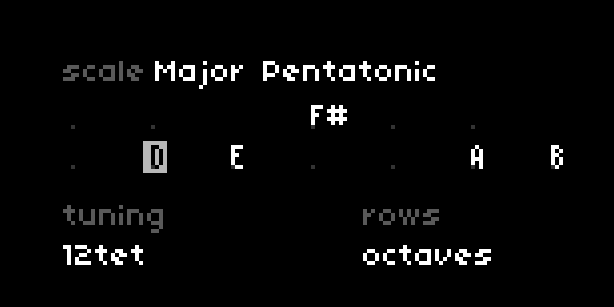 scale Major Pentatonic
F#
D E A B
tuning rows
12tet octaves